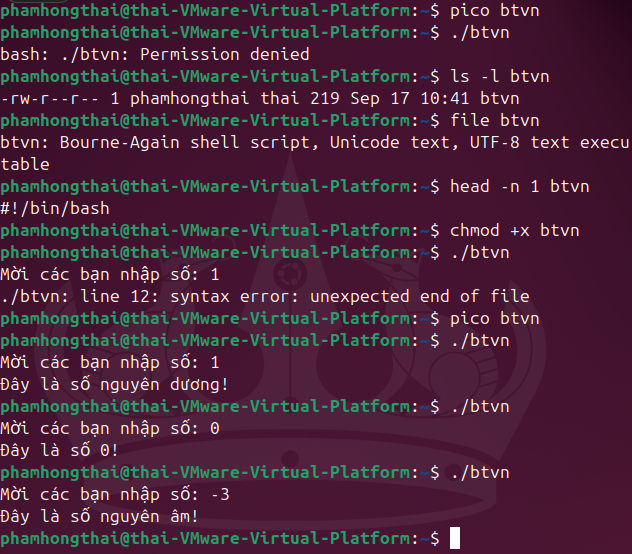 phamhongthai@thai-VMware-Virtual-Platform:~$ pico btvn
phamhongthai@thai-VMware-Virtual-Platform:~$ ./btvn
bash: ./btvn: Permission denied
phamhongthai@thai-VMware-Virtual-Platform:~$ ls -l btvn
-rw-r--r-- 1 phamhongthai thai 219 Sep 17 10:41 btvn
phamhongthai@thai-VMware-Virtual-Platform:~$ file btvn
btvn: Bourne-Again shell script, Unicode text, UTF-8 text execu
table
phamhongthai@thai-VMware-Virtual-Platform:~$ head -n 1 btvn
#!/bin/bash
phamhongthai@thai-VMware-Virtual-Platform:~$ chmod +x btvn
phamhongthai@thai-VMware-Virtual-Platform:~$ ./btvn
Mời các bạn nhập số: 1
./btvn: line 12: syntax error: unexpected end of file
phamhongthai@thai-VMware-Virtual-Platform:~$ pico btvn
phamhongthai@thai-VMware-Virtual-Platform:~$ ./btvn
Mời các bạn nhập số: 1
Đây là số nguyên dương!
phamhongthai@thai-VMware-Virtual-Platform:~$ ./btvn
Mời các bạn nhập số: 0
Đây là số 0!
phamhongthai@thai-VMware-Virtual-Platform:~$ ./btvn
Mời các bạn nhập số: -3
Đây là số nguyên âm!
phamhongthai@thai-VMware-Virtual-Platform:~$